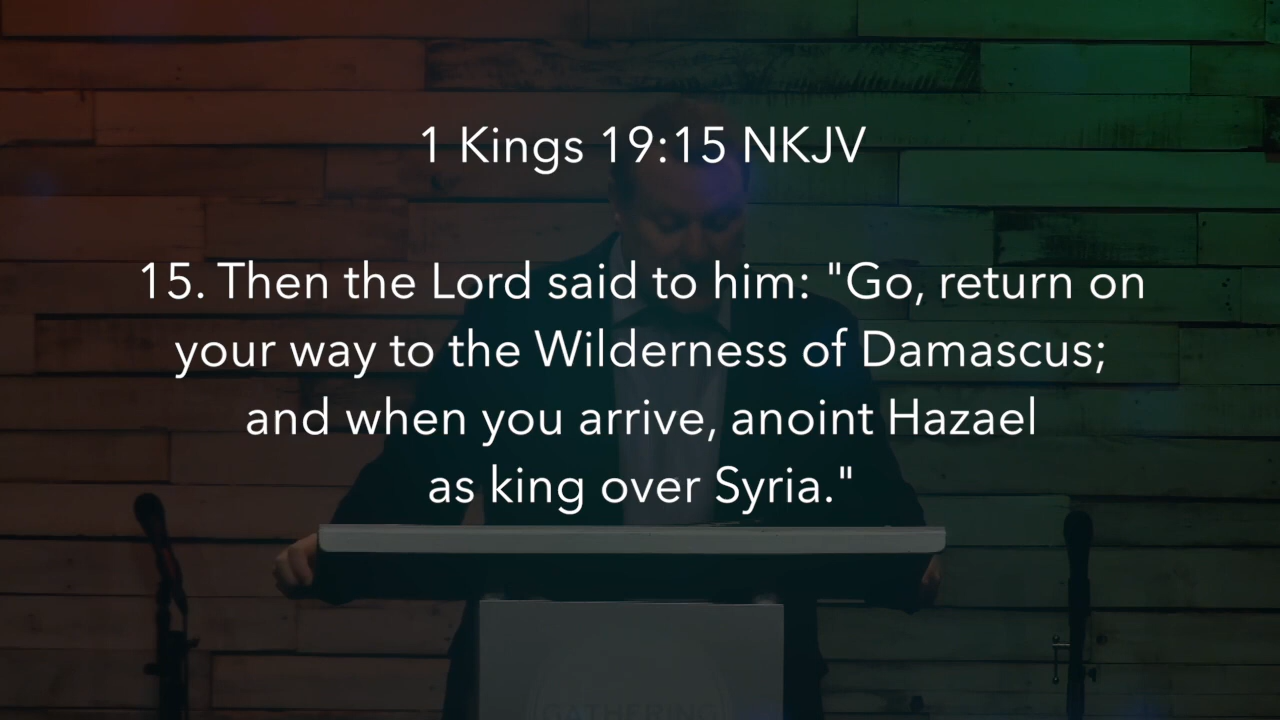 1 Kings 19:15 NKJV
15. Then the Lord said to him: "Go, return on
your way to the Wilderness of Damascus;
and when you arrive, anoint Hazael
as king over Syria."
GATHERING